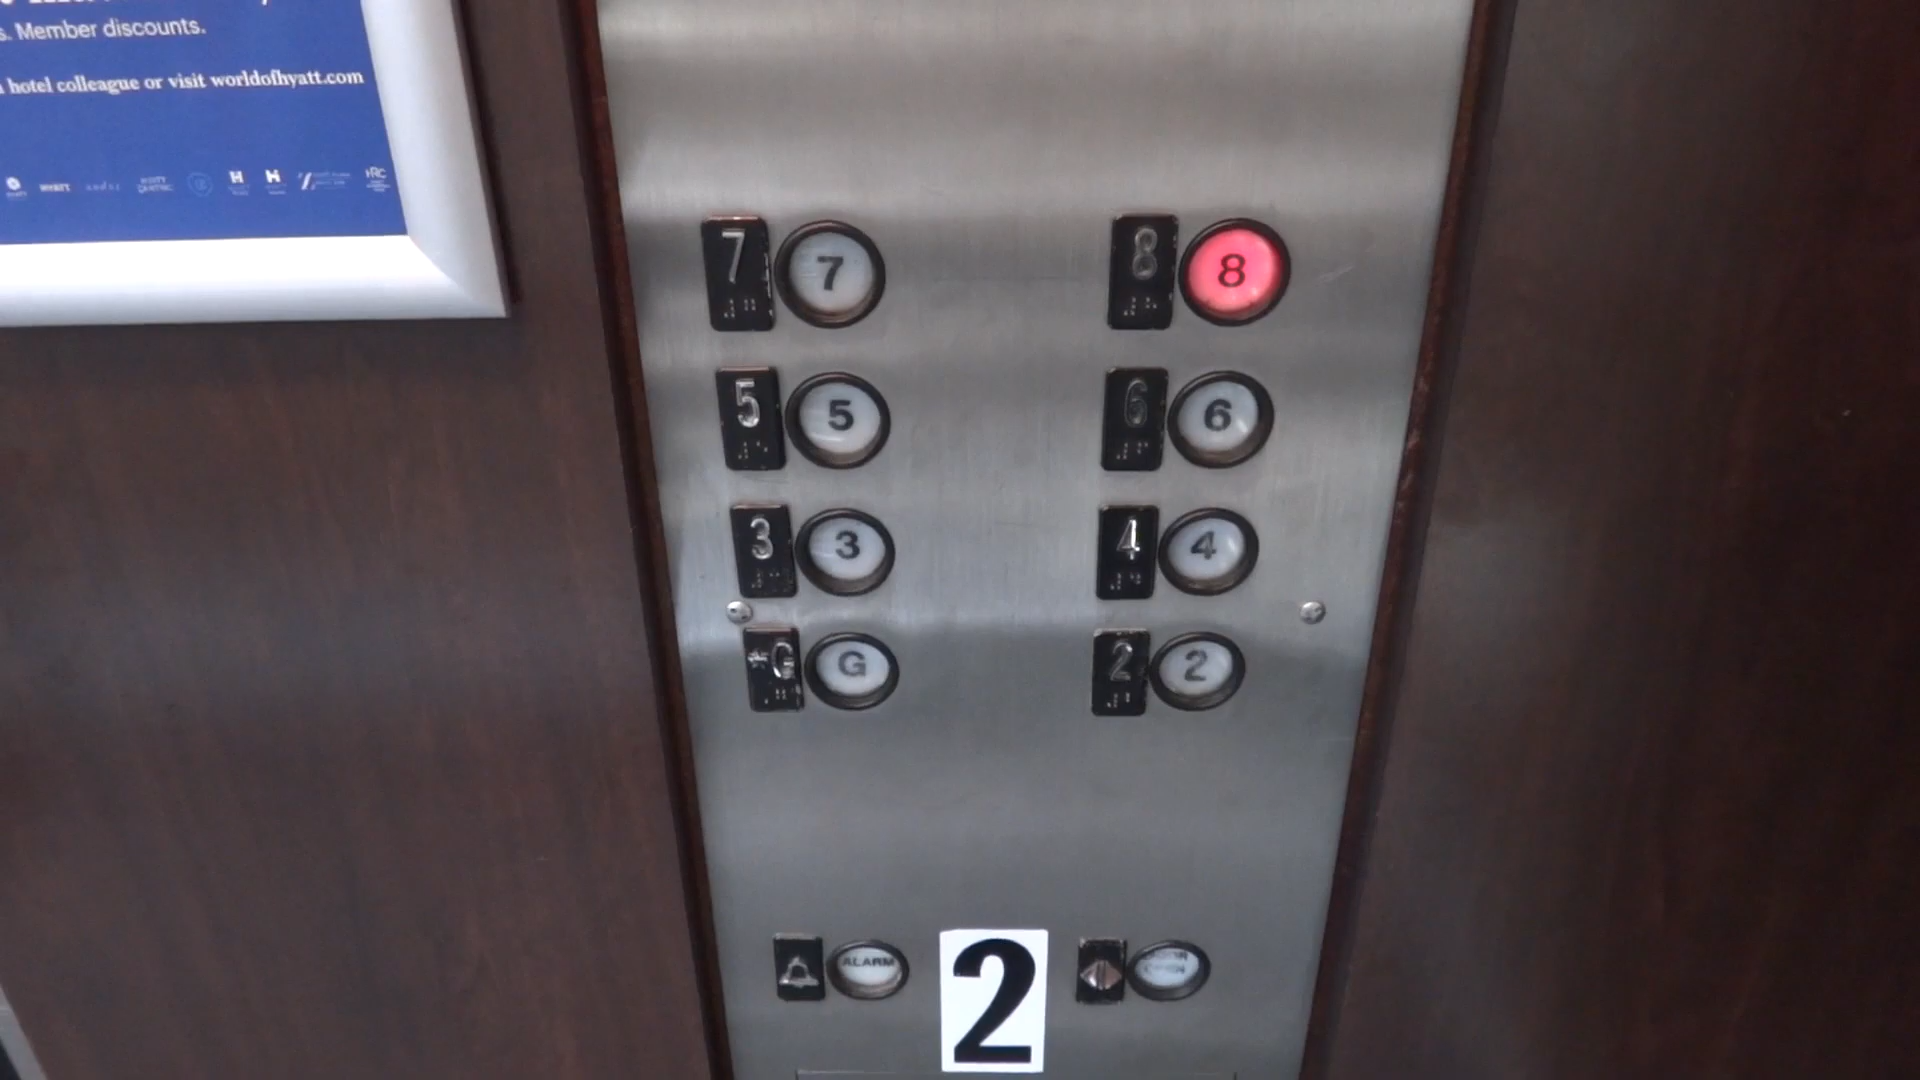 s. Member discounts.
hotel colleague or visit worldofhyatt.com
HYATT
7 7
8 8
5 5
6 6
3 3
4 4
*G G
2 2
ALARM
2